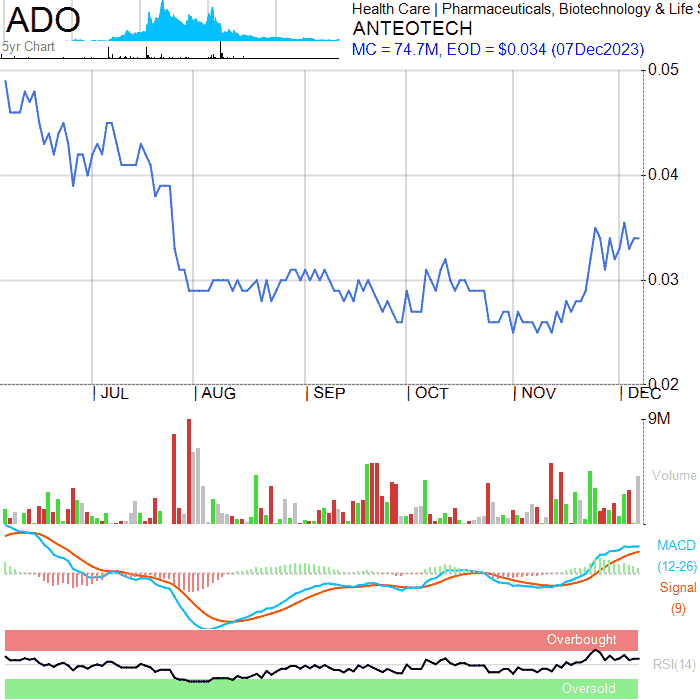 ADO
5yr Chart
Health Care | Pharmaceuticals, Biotechnology & Life S
ANTEOTECH
MC = 74.7M, EOD = $0.034 (07Dec2023)
0.05
0.04
0.03
0.02
JUL AUG SEP OCT NOV DEC
9M
Volume
MACD
(12-26)
Signal
(9)
Overbought
RSI(14)
Oversold